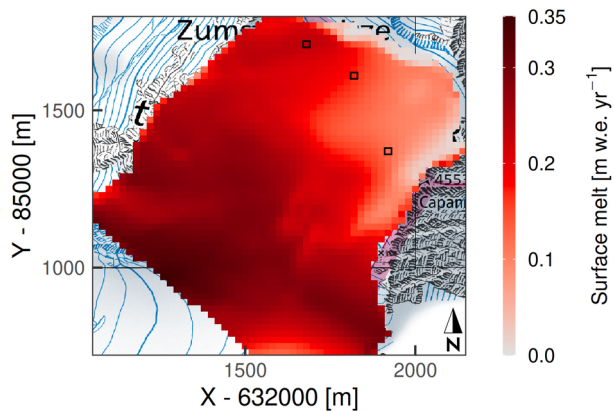 Zums ze
t
455
Capan
N
1500
1000
Y - 85000 [m]
1500 2000
X - 632000 [m]
0.35
0.3
0.2
0.1
0.0
Surface melt [m w.e. yr⁻¹]